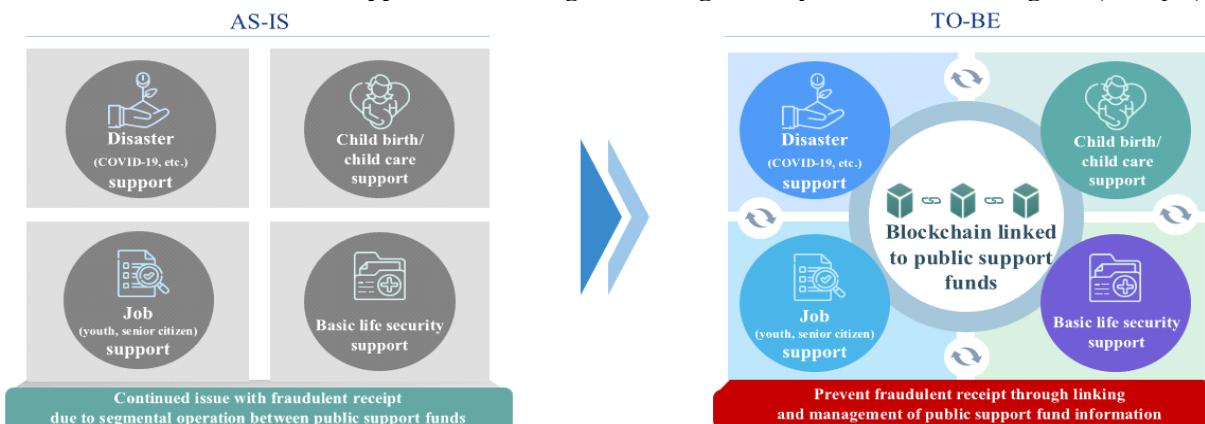 AS-IS
Disaster
(COVID-19, etc.)
support
Child birth/
child care
support
Job
(youth, senior citizen)
support
Basic life security
support
Continued issue with fraudulent receipt
due to segmental operation between public support funds
TO-BE
Disaster
(COVID-19, etc.)
support
Child birth/
child care
support
Blockchain linked
to public support
funds
Job
(youth, senior citizen)
support
Basic life security
support
Prevent fraudulent receipt through linking
and management of public support fund information